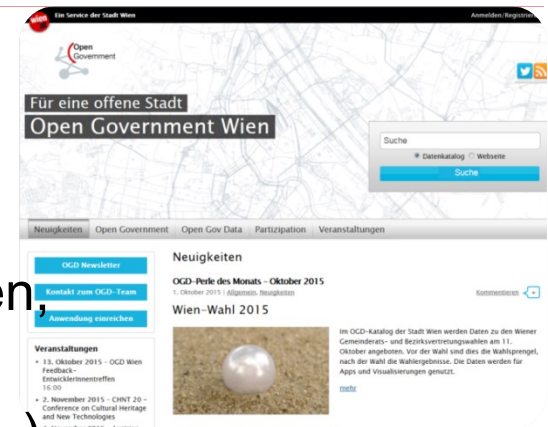 wien
Ein Service der Stadt Wien
Anmelden/Registrier
Open
Government
Für eine offene Stadt
Open Government Wien
Suche
Datenkatalog Webseite
Suche
Neuigkeiten Open Government Open Gov Data Partizipation Veranstaltungen
OGD Newsletter
Kontakt zum OGD-Team
Anwendung einreichen
en,
Veranstaltungen
13. Oktober 2015 - OGD Wien
Feedback-
EntwicklerInnentreffen
16:00
2. November 2015 - CHNT 20 -
Conference on Cultural Heritage
and New Technologies
)
Neuigkeiten
OGD-Perle des Monats – Oktober 2015
1. Oktober 2015 | Allgemein, Neuigkeiten
Kommentieren
+
Wien-Wahl 2015
Im OGD-Katalog der Stadt Wien werden Daten zu den Wiener
Gemeinderats- und Bezirksvertretungswahlen am 11.
Oktober angeboten. Vor der Wahl sind dies die Wahlsprengel,
nach der Wahl die Wahlergebnisse. Die Daten werden für
Apps und Visualisierungen genutzt.
mehr